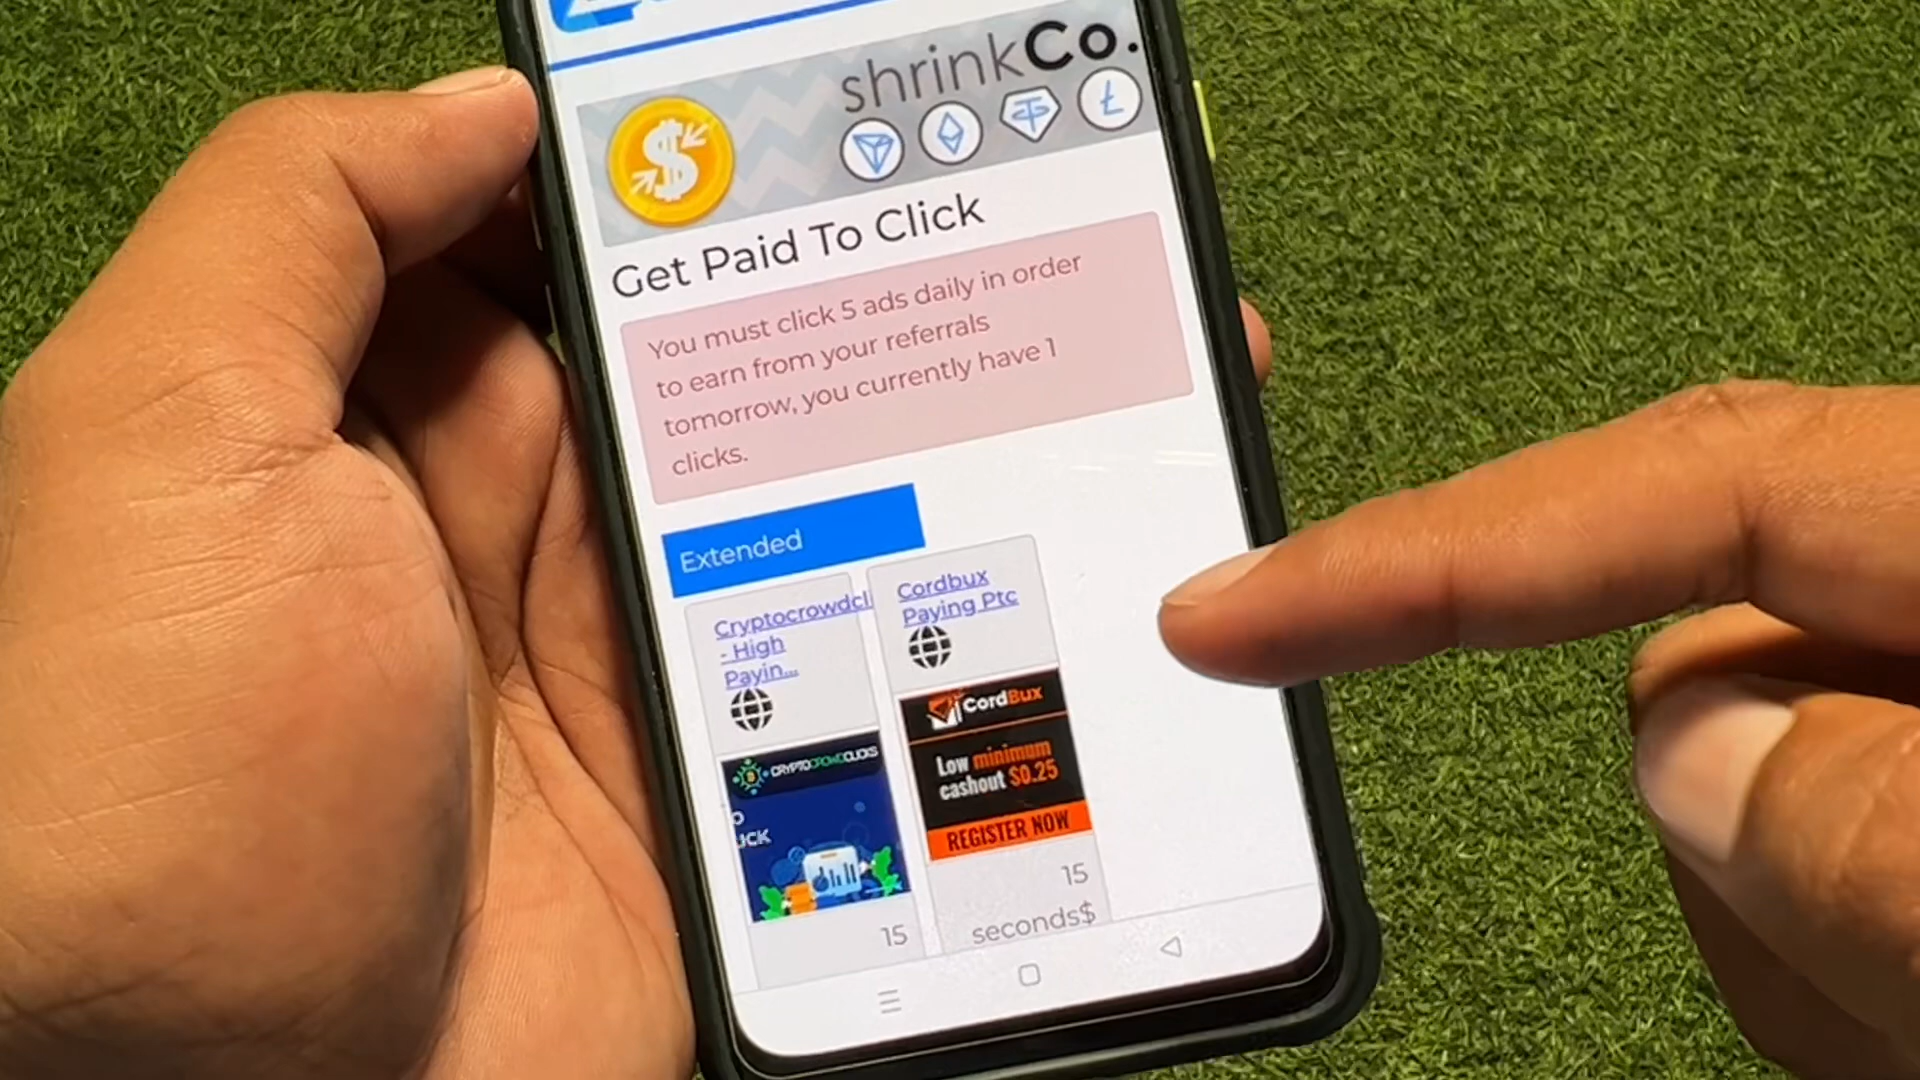 shrinkCo.
Get Paid To Click
You must click 5 ads daily in order
to earn from your referrals
tomorrow, you currently have 1
clicks.
Extended
Cryptocrowdcli
- High
Payin...
CRYPTOCROWDCLICKS
15
Cordbux
Paying Ptc
CordBux
Low minimum
cashout $0.25
REGISTER NOW
15
seconds$